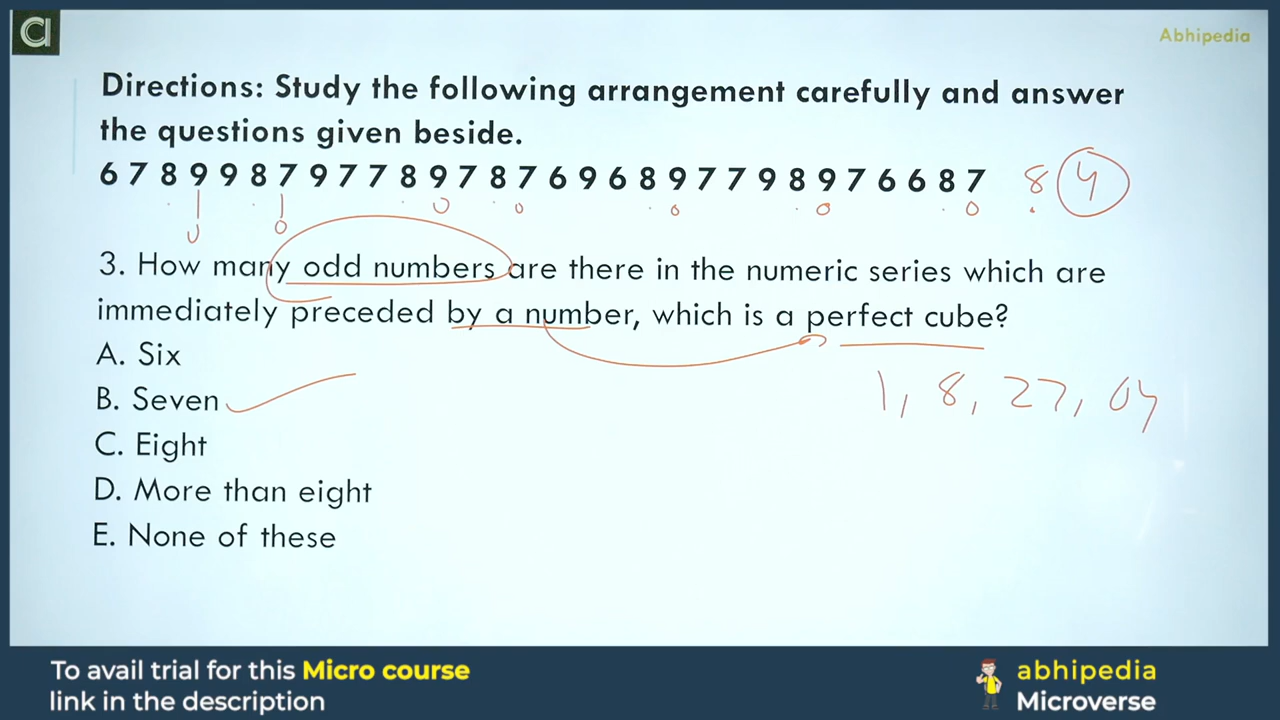 Abhipedia
Directions: Study the following arrangement carefully and answer
the questions given beside.
6 7 8 9 9 8 7 9 7 7 8 9 7 8 7 6 9 6 8 9 7 7 9 8 9 7 6 6 8 7 8 4
3. How many odd numbers are there in the numeric series which are
immediately preceded by a number, which is a perfect cube?
A. Six
B. Seven
1, 8, 27,
C. Eight
D. More than eight
E. None of these
To avail trial for this Micro course
link in the description
abhipedia
Microverse